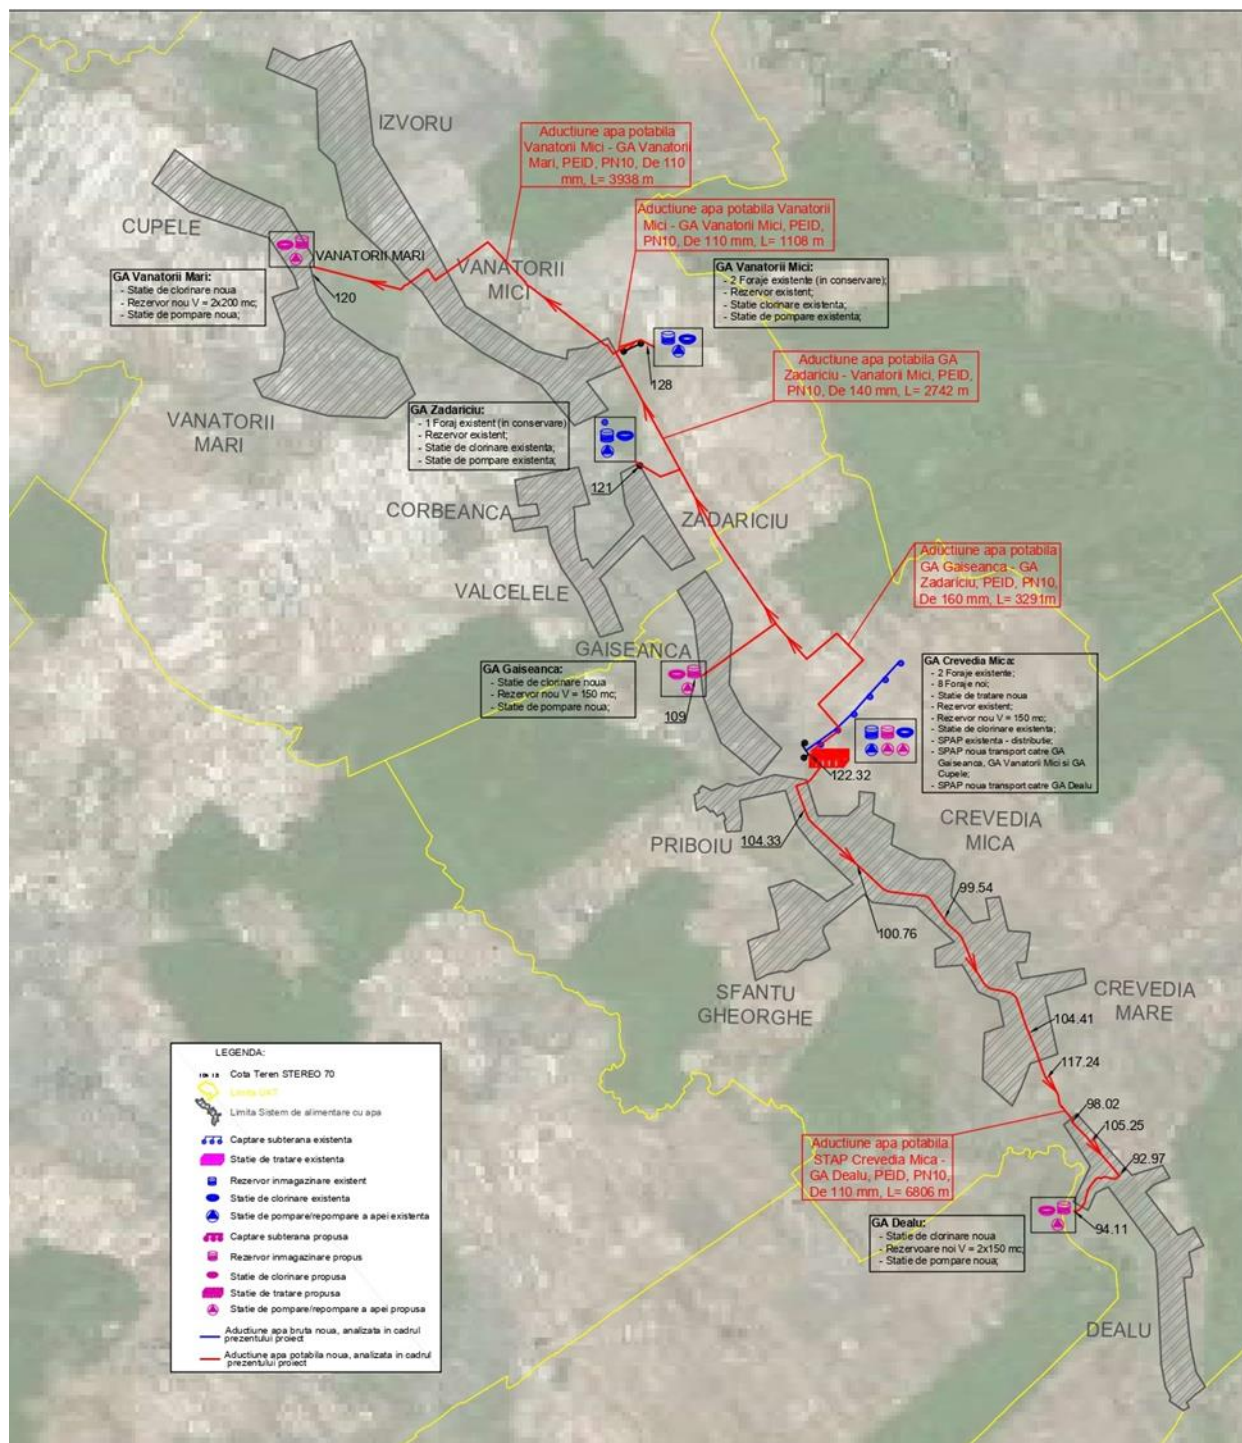 IZVORU
Aductiune apa potabila
Vanatorii Mici - GA Vanatorii
Mari, PEID, PN10, De 110
mm, L= 3938 m
CUPELE
Aductiune apa potabila Vanatorii
Mici - GA Vanatorii Mici, PEID,
PN10, De 110 mm, L= 1108 m
VANATORII MARI
VANATORII
MICI
GA Vanatorii Mari:
- Statie de clorinare noua
- Rezervor nou V = 2x200 mc;
- Statie de pompare noua;
120
GA Vanatorii Mici:
- 2 Foraje existente (in conservare);
- Rezervor existent;
- Statie clorinare existenta;
- Statie de pompare existenta;
128
Aductiune apa potabila GA
Zadariciu - Vanatorii Mici, PEID,
PN10, De 140 mm, L= 2742 m
VANATORII
MARI
GA Zadariciu:
- 1 Foraj existent (in conservare)
- Rezervor existent;
- Statie de clorinare existenta;
- Statie de pompare existenta;
121
CORBEANCA
ZADARICIU
Aductiune apa potabila
GA Gaiseanca - GA
Zadariciu, PEID, PN10,
De 160 mm, L= 3291m
VALCELELE
GAISEANCA
GA Gaiseanca:
- Statie de clorinare noua
- Rezervor nou V = 150 mc;
- Statie de pompare noua;
109
GA Crevedia Mica:
- 2 Foraje existente;
- 8 Foraje noi;
- Statie de tratare noua
- Rezervor existent;
- Rezervor nou V = 150 mc;
- Statie de clorinare existenta;
- SPAP existenta - distributie;
- SPAP noua transport catre GA
Gaiseanca, GA Vanatorii Mici si GA
Cupele;
- SPAP noua transport catre GA Dealu
122.32
PRIBOIU
104.33
CREVEDIA
MICA
99.54
100.76
SFANTU
GHEORGHE
CREVEDIA
MARE
104.41
117.24
98.02
105.25
92.97
Aductiune apa potabila
STAP Crevedia Mica -
GA Dealu, PEID, PN10,
De 110 mm, L= 6806 m
94.11
GA Dealu:
- Statie de clorinare noua
- Rezervoare noi V = 2x150 mc;
- Statie de pompare noua;
DEALU
LEGENDA:
Cota Teren STEREO 70
Limita UAT
Limita Sistem de alimentare cu apa
Captare subterana existenta
Statie de tratare existenta
Rezervor inmagazinare existent
Statie de clorinare existenta
Statie de pompare/repompare a apei existenta
Captare subterana propusa
Rezervor inmagazinare propus
Statie de clorinare propusa
Statie de tratare propusa
Statie de pompare/repompare a apei propusa
Aductiune apa bruta noua, analizata in cadrul
prezentului proiect
Aductiune apa potabila noua, analizata in cadrul
prezentului proiect